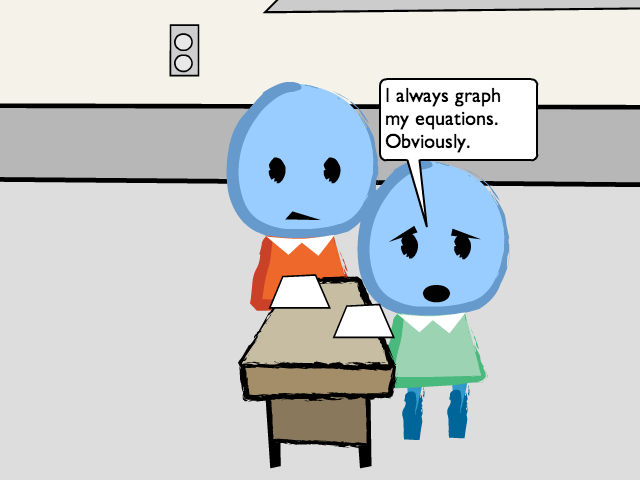 I always graph
my equations.
Obviously.